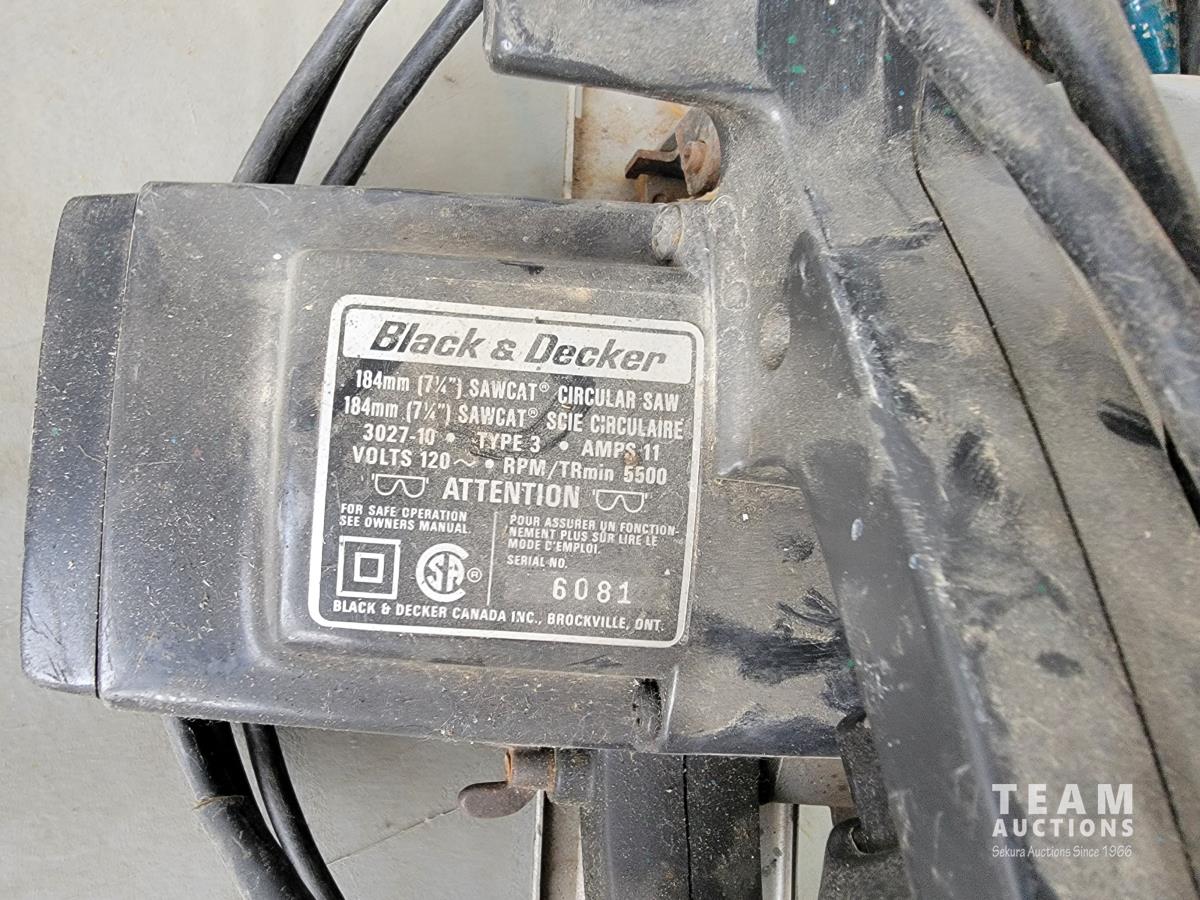 Black & Decker
184mm (7¼") SAWCAT® CIRCULAR SAW
184mm (7¼") SAWCAT® SCIE CIRCULAIRE
3027-10 • TYPE 3 • AMPS 11
VOLTS 120~ • RPM/TRmin 5500
ATTENTION
FOR SAFE OPERATION
SEE OWNERS MANUAL.
POUR ASSURER UN FONCTION-
NEMENT PLUS SÛR LIRE LE
MODE D'EMPLOI.
SERIAL NO.
6081
SA ®
BLACK & DECKER CANADA INC., BROCKVILLE, ONT.
TEAM
AUCTIONS
Sekura Auctions Since 1966